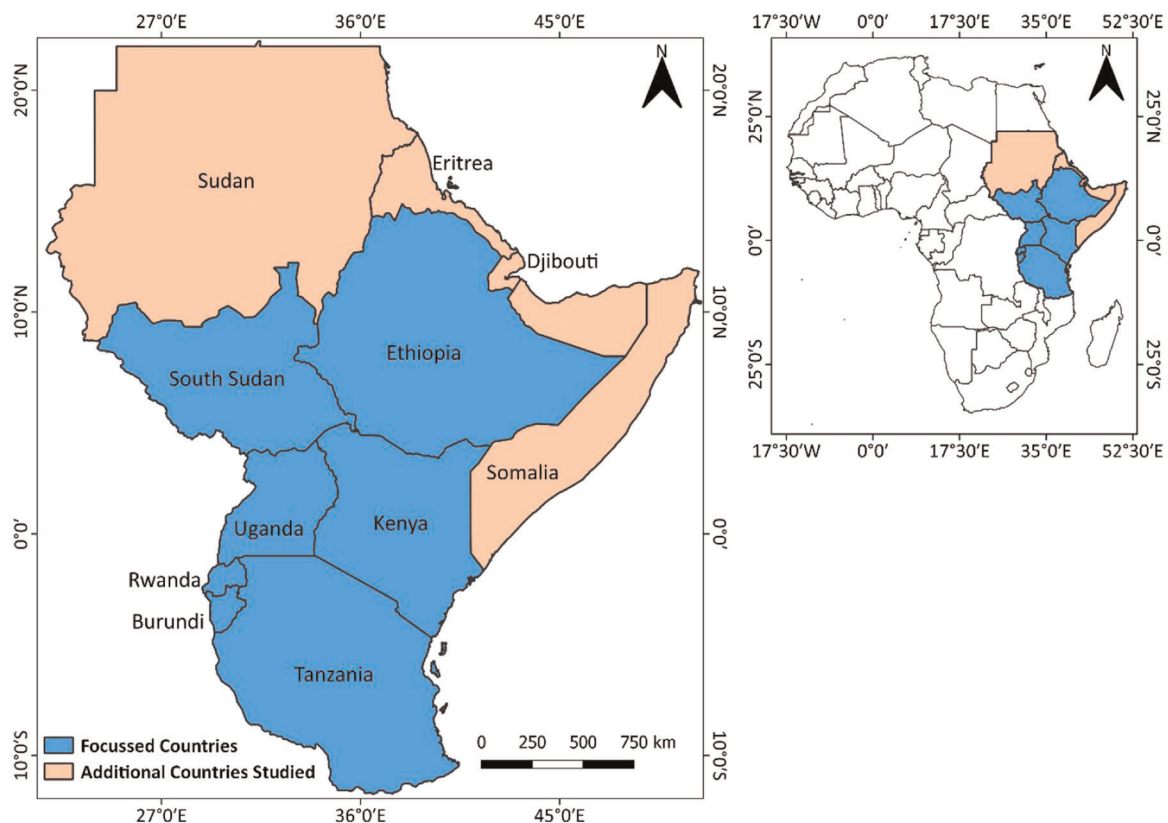 27°0′E 36°0′E 45°0′E
17°30′W 0°0′ 17°30′E 35°0′E 52°30′E
N
N
20°0′N
20°0′N
25°0′N
25°0′N
Eritrea
Sudan
Djibouti
0°0′
0°0′
10°0′N
10°0′N
Ethiopia
South Sudan
25°0′S
25°0′S
17°30′W 0°0′ 17°30′E 35°0′E 52°30′E
Somalia
Kenya
Uganda
0°0′
0°0′
Rwanda
Burundi
Tanzania
Focussed Countries
Additional Countries Studied
0 250 500 750 km
10°0′S
10°0′S
27°0′E 36°0′E 45°0′E